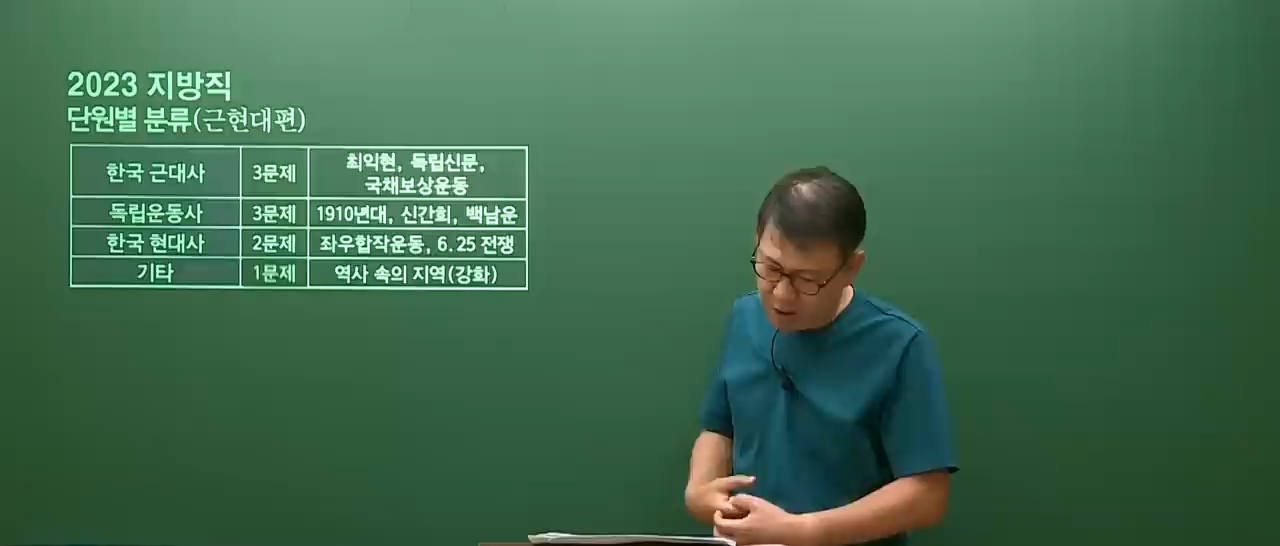 2023 지방직
단원별 분류(근현대편)
한국 근대사 3문제 최익현, 독립신문,
국채보상운동
독립운동사 3문제 1910년대, 신간회, 백남운
한국 현대사 2문제 좌우합작운동, 6.25 전쟁
기타 1문제 역사 속의 지역(강화)